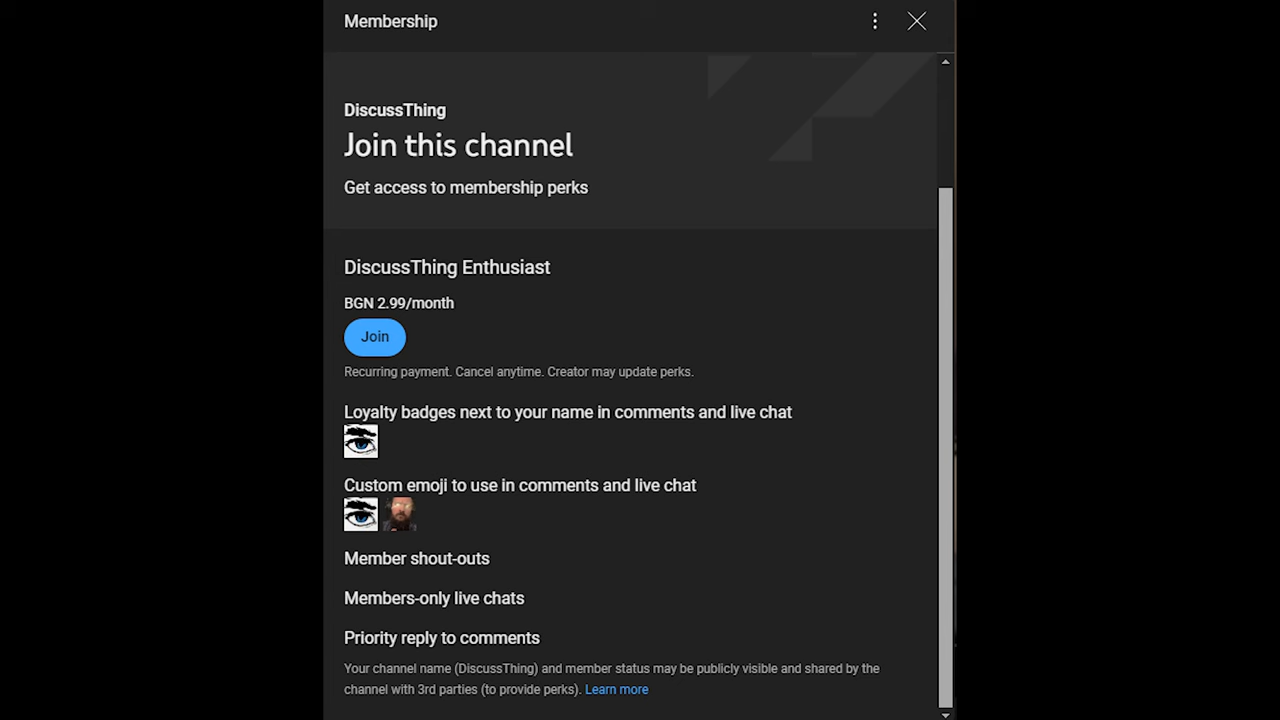 Membership
DiscussThing
Join this channel
Get access to membership perks
DiscussThing Enthusiast
BGN 2.99/month
Join
Recurring payment. Cancel anytime. Creator may update perks.
Loyalty badges next to your name in comments and live chat
Custom emoji to use in comments and live chat
Member shout-outs
Members-only live chats
Priority reply to comments
Your channel name (DiscussThing) and member status may be publicly visible and shared by the
channel with 3rd parties (to provide perks). Learn more